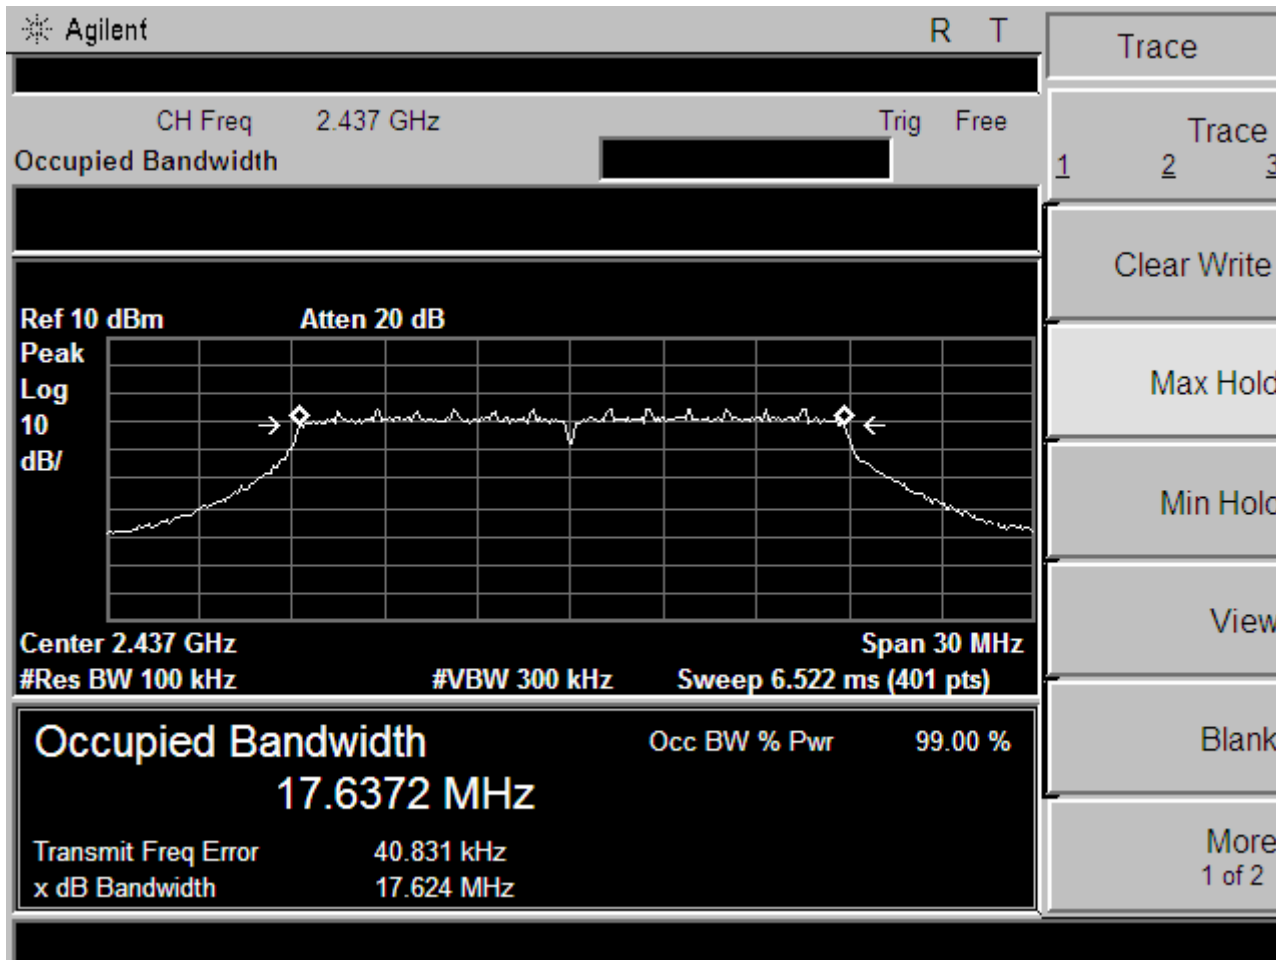 Agilent R T
Trace
CH Freq 2.437 GHz Trig Free
Occupied Bandwidth
Trace
1 2 3
Clear Write
Ref 10 dBm Atten 20 dB
Peak
Log
10
dB/
Max Hold
Min Hold
View
Center 2.437 GHz Span 30 MHz
#Res BW 100 kHz #VBW 300 kHz Sweep 6.522 ms (401 pts)
Occupied Bandwidth Occ BW % Pwr 99.00 %
17.6372 MHz
Blank
Transmit Freq Error 40.831 kHz
x dB Bandwidth 17.624 MHz
More
1 of 2